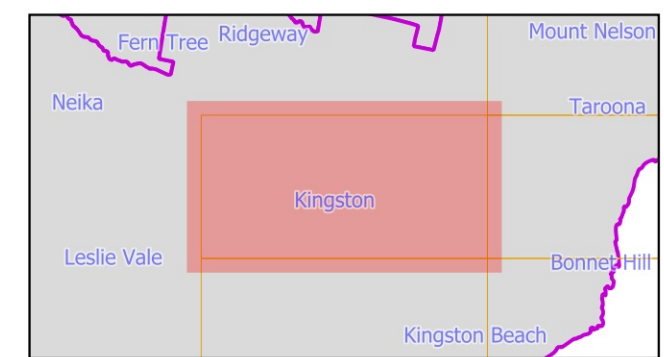 Fern Tree
Ridgeway
Mount Nelson
Neika
Taroona
Kingston
Leslie Vale
Bonnet Hill
Kingston Beach